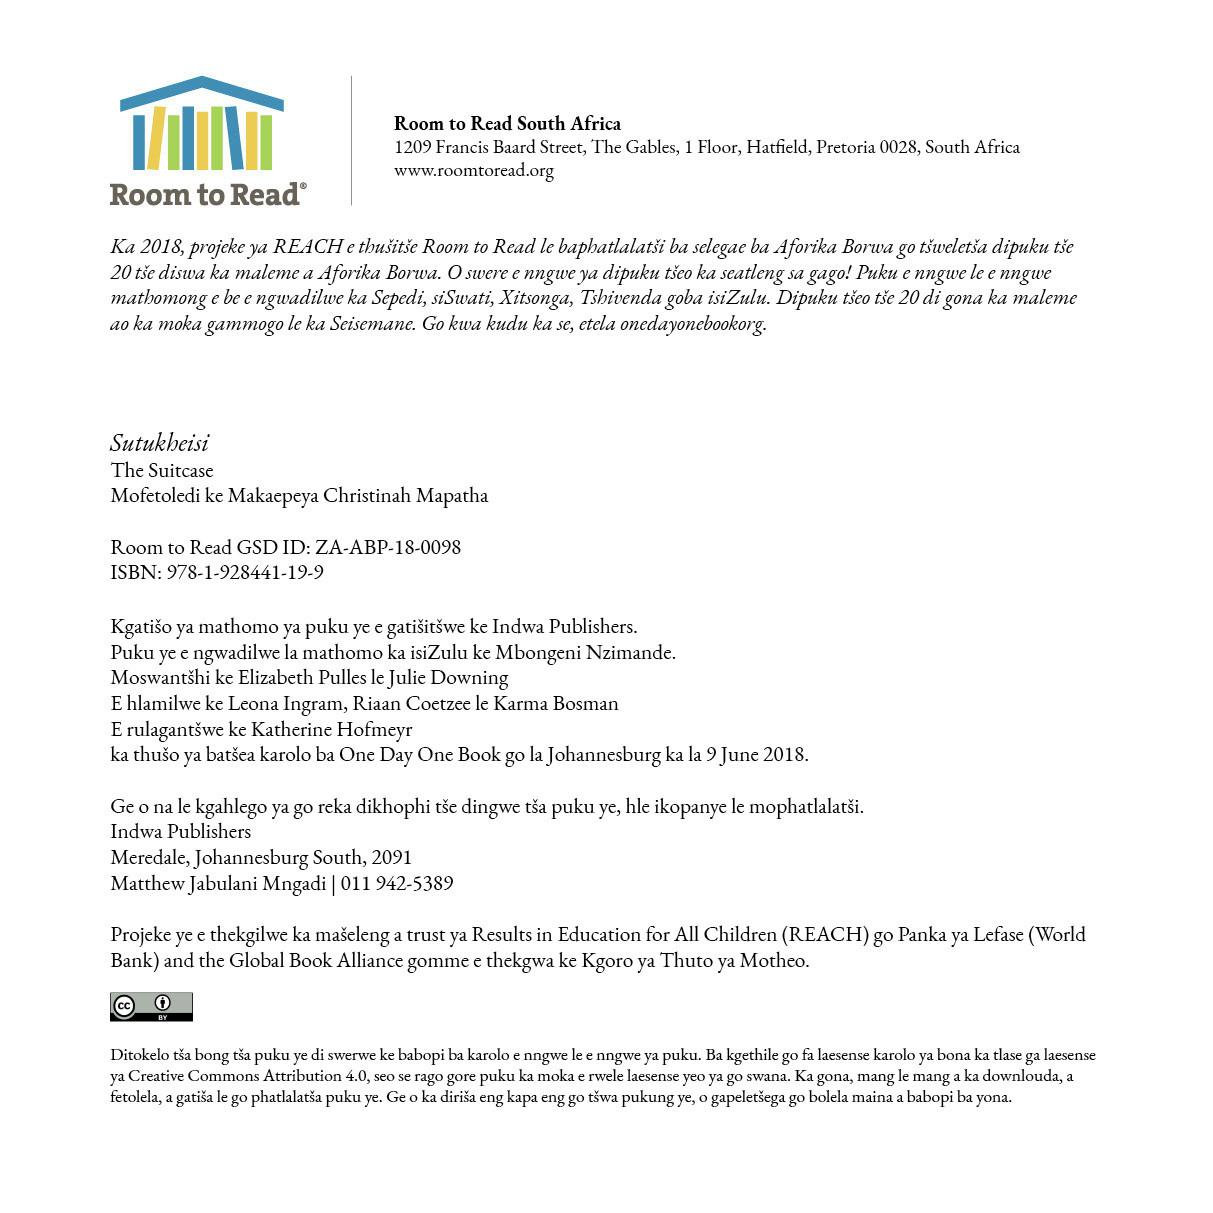 Room to Read®
Room to Read South Africa
1209 Francis Baard Street, The Gables, 1 Floor, Hatfield, Pretoria 0028, South Africa
www.roomtoread.org
Ka 2018, projeke ya REACH e thušitše Room to Read le baphatlalatši ba selegae ba Aforika Borwa go tšweletša dipuku tše
20 tše diswa ka maleme a Aforika Borwa. O swere e nngwe ya dipuku tšeo ka seatleng sa gago! Puku e nngwe le e nngwe
mathomong e be e ngwadilwe ka Sepedi, siSwati, Xitsonga, Tshivenda goba isiZulu. Dipuku tšeo tše 20 di gona ka maleme
ao ka moka gammogo le ka Seisemane. Go kwa kudu ka se, etela onedayonebookorg.
Sutukheisi
The Suitcase
Mofetoledi ke Makaepeya Christinah Mapatha
Room to Read GSD ID: ZA-ABP-18-0098
ISBN: 978-1-928441-19-9
Kgatišo ya mathomo ya puku ye e gatišitšwe ke Indwa Publishers.
Puku ye e ngwadilwe la mathomo ka isiZulu ke Mbongeni Nzimande.
Moswantšhi ke Elizabeth Pulles le Julie Downing
E hlamilwe ke Leona Ingram, Riaan Coetzee le Karma Bosman
E rulagantšwe ke Katherine Hofmeyr
ka thušo ya batšea karolo ba One Day One Book go la Johannesburg ka la 9 June 2018.
Ge o na le kgahlego ya go reka dikhophi tše dingwe tša puku ye, hle ikopanye le mophatlalatši.
Indwa Publishers
Meredale, Johannesburg South, 2091
Matthew Jabulani Mngadi | 011 942-5389
Projeke ye e thekgilwe ka mašeleng a trust ya Results in Education for All Children (REACH) go Panka ya Lefase (World
Bank) and the Global Book Alliance gomme e thekgwa ke Kgoro ya Thuto ya Motheo.
cc BY
Ditokelo tša bong tša puku ye di swerwe ke babopi ba karolo e nngwe le e nngwe ya puku. Ba kgethile go fa laesense karolo ya bona ka tlase ga laesense
ya Creative Commons Attribution 4.0, seo se rago gore puku ka moka e rwele laesense yeo ya go swana. Ka gona, mang le mang a ka downlouda, a
fetolela, a gatiša le go phatlalatša puku ye. Ge o ka diriša eng kapa eng go tšwa pukung ye, o gapeletšega go bolela maina a babopi ba yona.